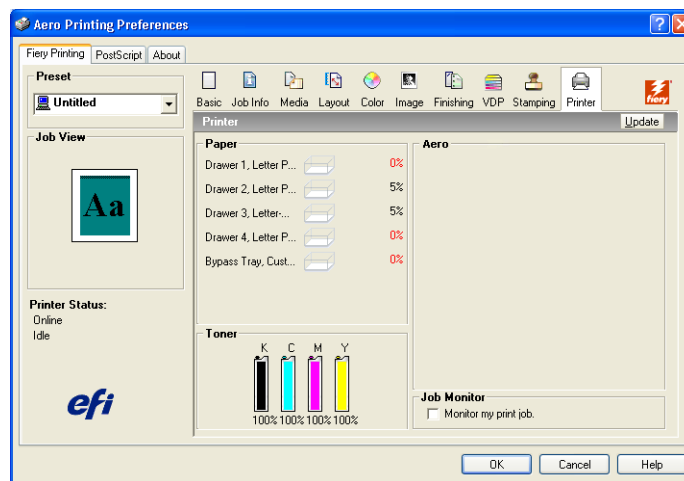 Aero Printing Preferences
Fiery Printing PostScript About
Preset
Untitled
Job View
Aa
Printer Status:
Online
Idle
efi
Basic Job Info Media Layout Color Image Finishing VDP Stamping Printer
fiery
Printer Update
Paper
Drawer 1, Letter P... 0%
Drawer 2, Letter P... 5%
Drawer 3, Letter-... 5%
Drawer 4, Letter P... 0%
Bypass Tray, Cust... 0%
Toner
K C M Y
100% 100% 100% 100%
Aero
Job Monitor
Monitor my print job.
OK Cancel Help